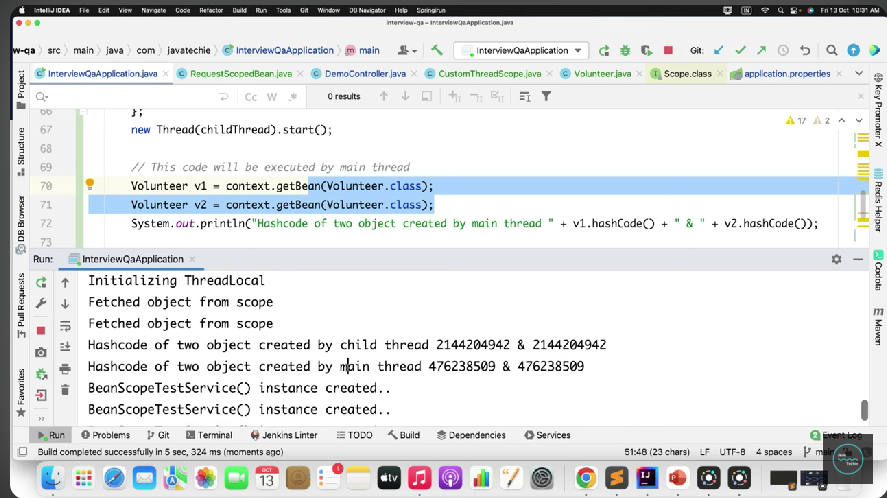 IntelliJ IDEA File Edit View Navigate Code Refactor Build Run Tools Git Window DB Navigator Help Springrun Fri 13 Oct 10:31 AM
interview-qa – InterviewQaApplication.java
w-qa src main java com javatechie InterviewQaApplication main InterviewQaApplication Git:
InterviewQaApplication.java RequestScopedBean.java DemoController.java CustomThreadScope.java Volunteer.java Scope.class application.properties
Cc W .* 0 results
66 };
67 new Thread(childThread).start();
17 2
68
69 // This code will be executed by main thread
70 Volunteer v1 = context.getBean(Volunteer.class);
71 Volunteer v2 = context.getBean(Volunteer.class);
72 System.out.println("Hashcode of two object created by main thread " + v1.hashCode() + " & " + v2.hashCode());
73
Project
Structure
DB Browser
Pull Requests
Favorites
Key Promoter X
Redis Helper
Codota
Maven
Run: InterviewQaApplication
Initializing ThreadLocal
Fetched object from scope
Fetched object from scope
Hashcode of two object created by child thread 2144204942 & 2144204942
Hashcode of two object created by main thread 476238509 & 476238509
BeanScopeTestService() instance created..
BeanScopeTestService() instance created..
Run Problems Git Terminal Jenkins Linter TODO Build Dependencies Services Event Log
Build completed successfully in 5 sec, 324 ms (moments ago) 51:48 (23 chars) LF UTF-8 4 spaces
OCT
13
1
tv